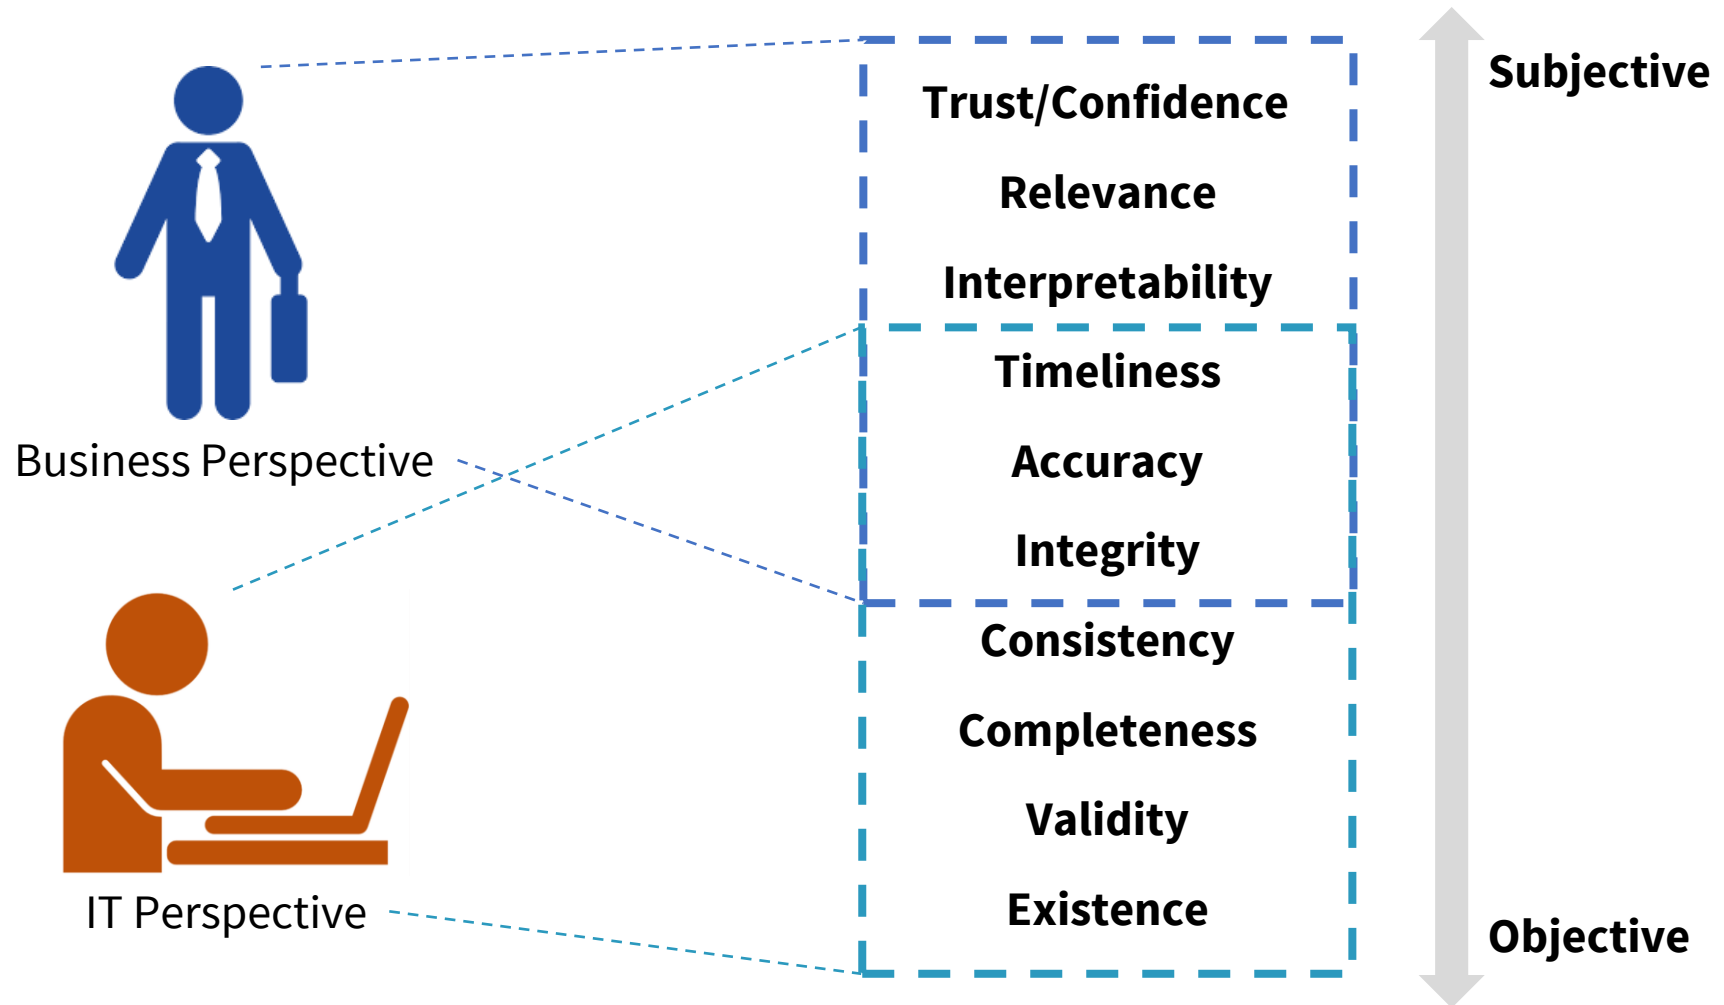 Subjective
Trust/Confidence
Relevance
Interpretability
Timeliness
Accuracy
Business Perspective
Integrity
Consistency
Completeness
Validity
Existence
IT Perspective
Objective